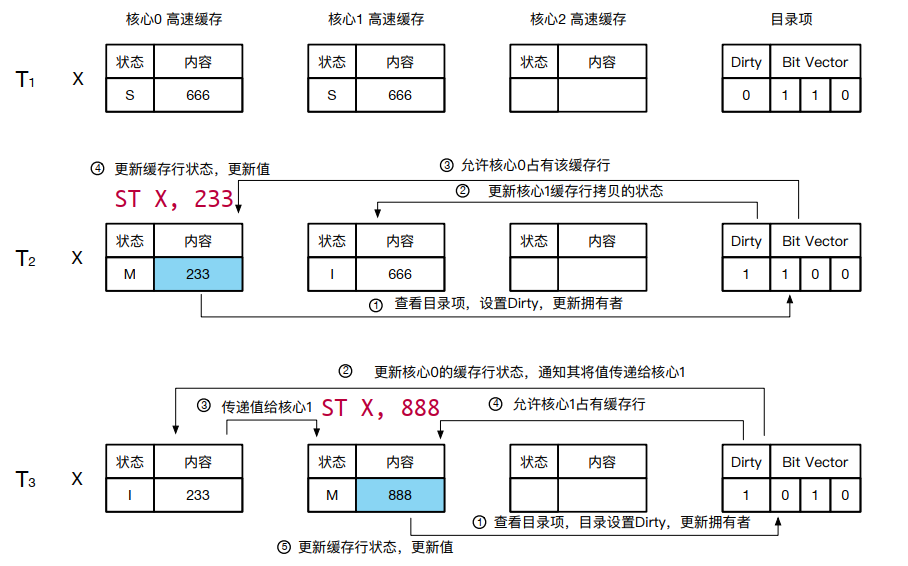 核心0 高速缓存 核心1 高速缓存 核心2 高速缓存 目录项
状态 内容 状态 内容 状态 内容 Dirty Bit Vector
T1 X S 666 S 666 0 1 1 0
④ 更新缓存行状态，更新值 ③ 允许核心0占有该缓存行
ST X, 233 ② 更新核心1缓存行拷贝的状态
状态 内容 状态 内容 状态 内容 Dirty Bit Vector
T2 X M 233 I 666 1 1 0 0
① 查看目录项，设置Dirty，更新拥有者
② 更新核心0的缓存行状态，通知其将值传递给核心1
③ 传递值给核心1 ST X, 888 ④ 允许核心1占有缓存行
状态 内容 状态 内容 状态 内容 Dirty Bit Vector
T3 X I 233 M 888 1 0 1 0
① 查看目录项，目录设置Dirty，更新拥有者
⑤ 更新缓存行状态，更新值